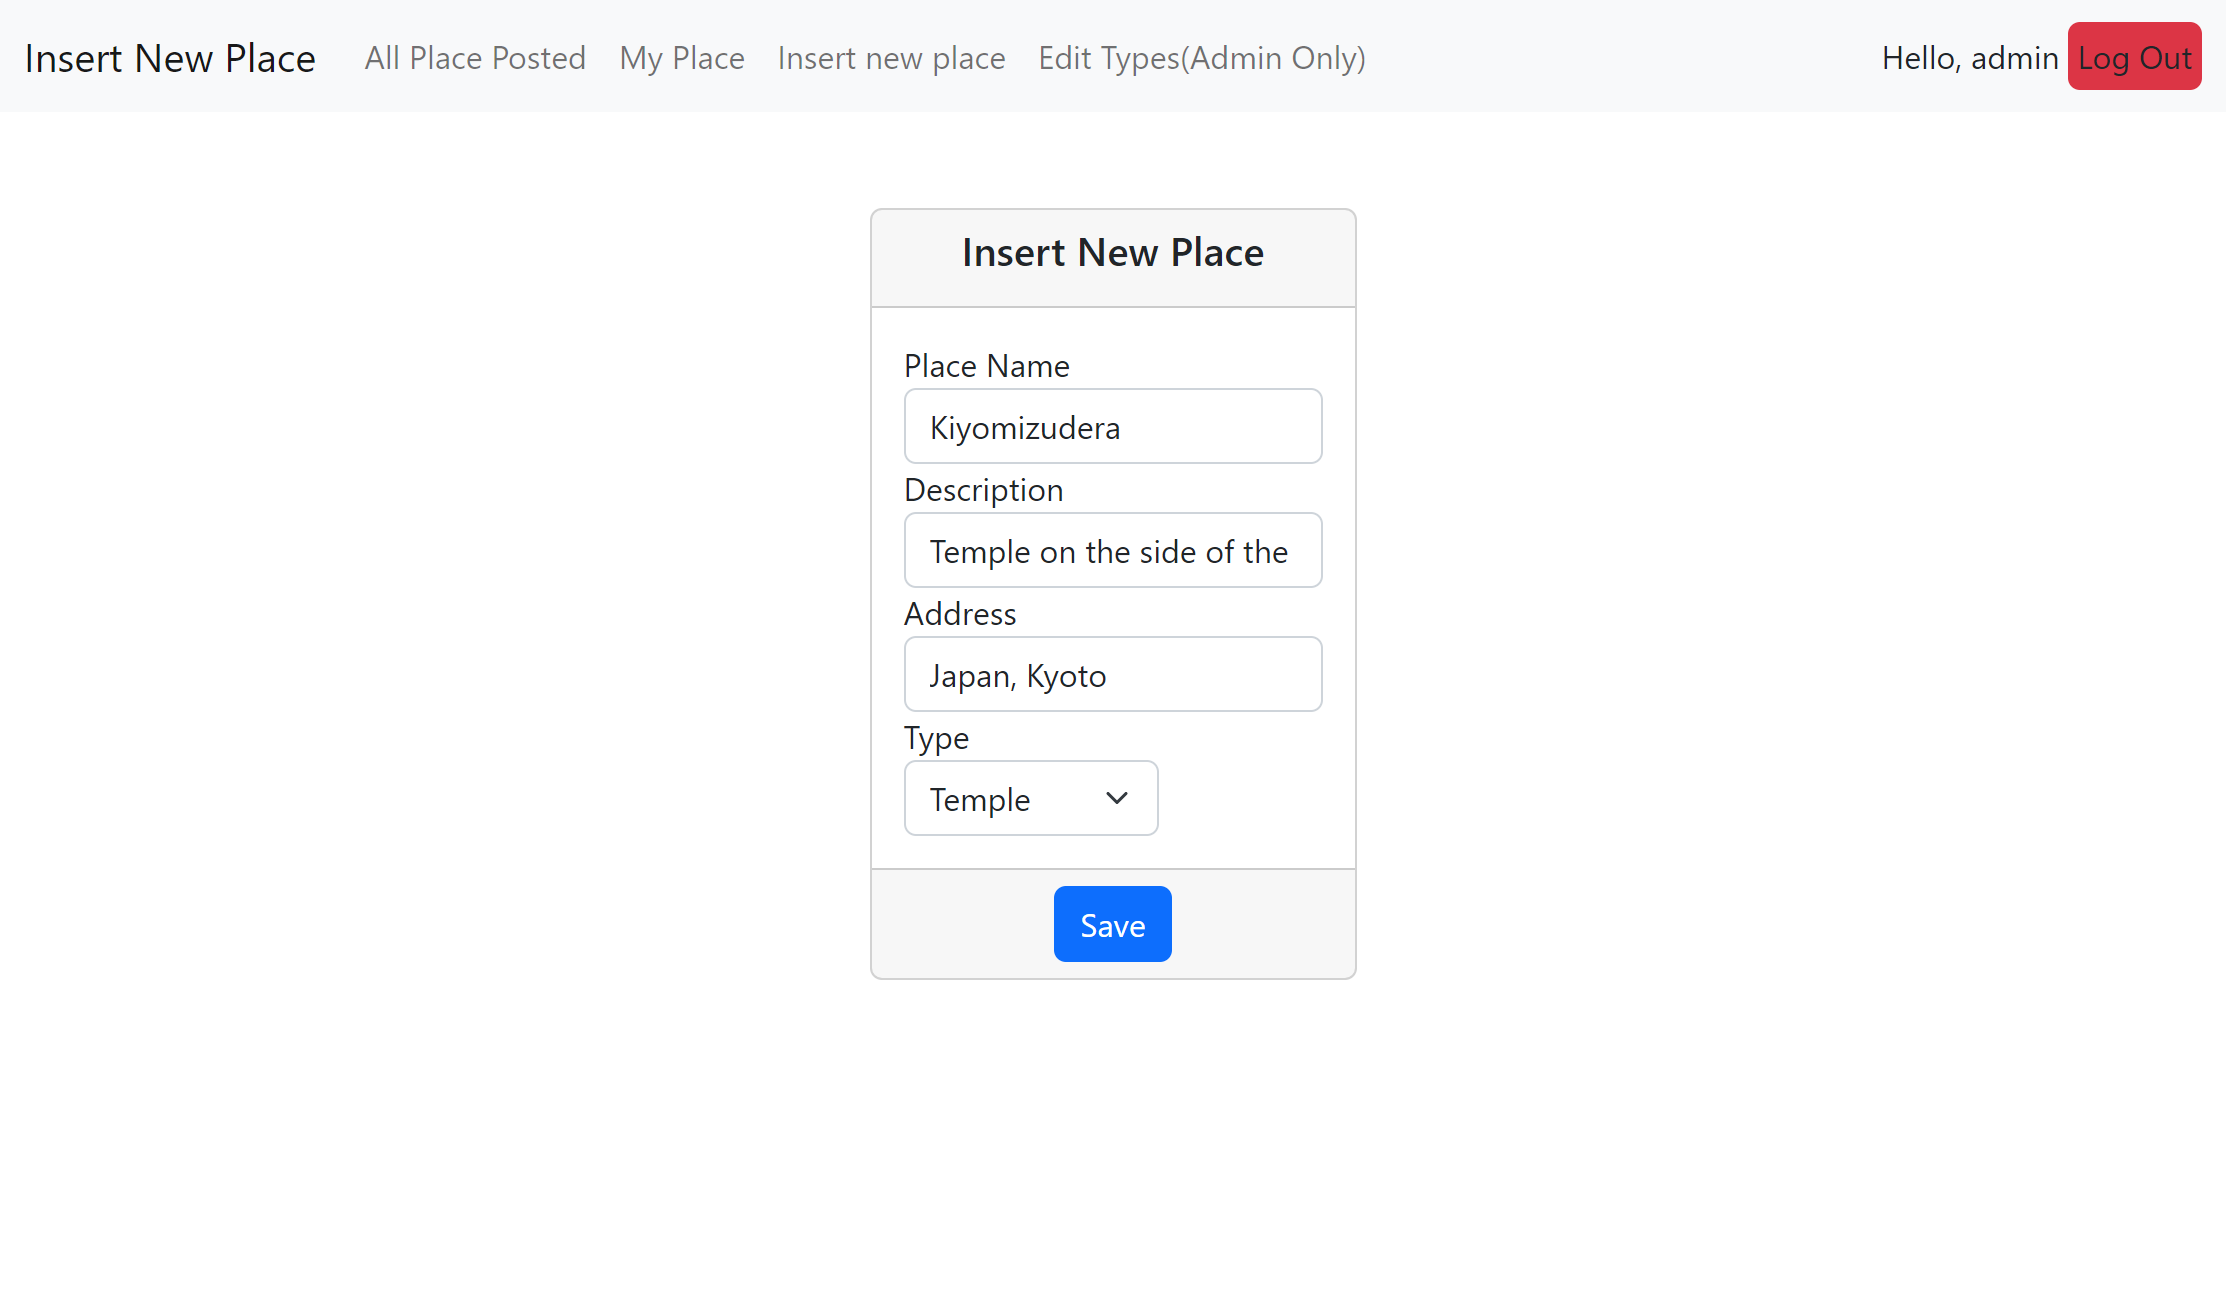 Insert New Place All Place Posted My Place Insert new place Edit Types(Admin Only) Hello, admin Log Out
Insert New Place
Place Name
Kiyomizudera
Description
Temple on the side of the
Address
Japan, Kyoto
Type
Temple
Save